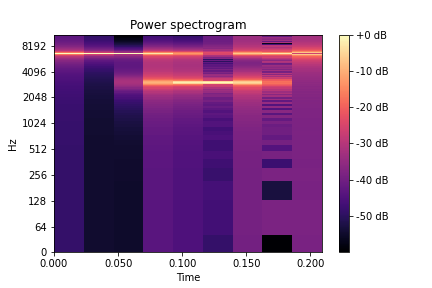 Power spectrogram
8192
4096
2048
1024
512
256
128
64
0
Hz
0.000 0.050 0.100 0.150 0.200
Time
+0 dB
-10 dB
-20 dB
-30 dB
-40 dB
-50 dB